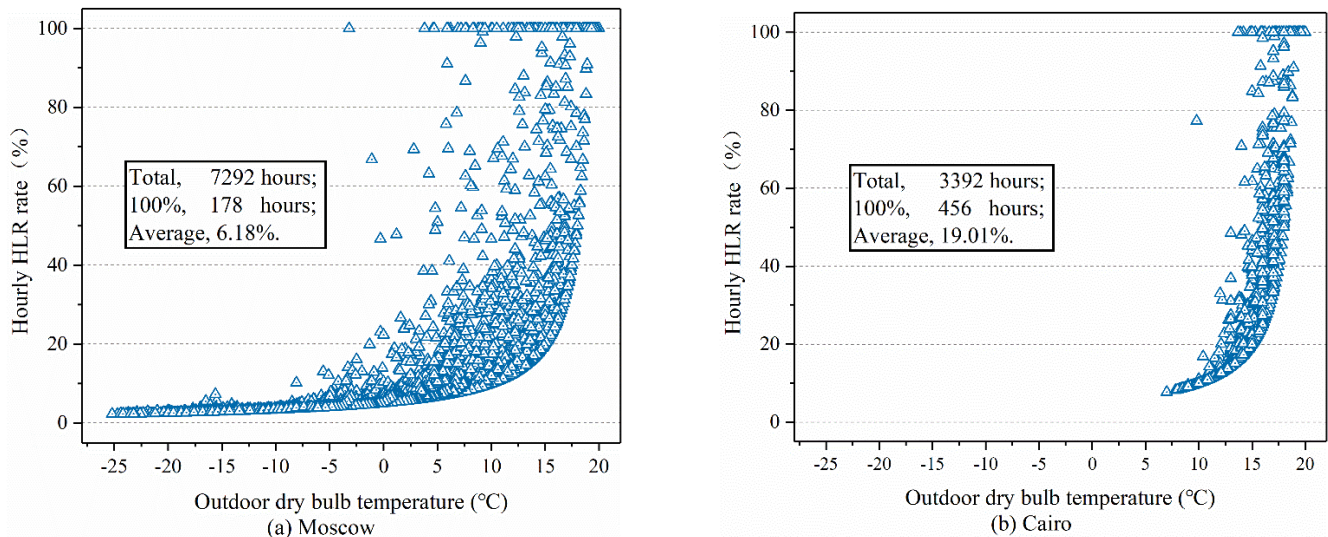 Hourly HLR rate（%）
100
80
60
40
20
0
Total, 7292 hours;
100%, 178 hours;
Average, 6.18%.
-25 -20 -15 -10 -5 0 5 10 15 20
Outdoor dry bulb temperature (℃)
(a) Moscow
Hourly HLR rate（%）
100
80
60
40
20
0
Total, 3392 hours;
100%, 456 hours;
Average, 19.01%.
-25 -20 -15 -10 -5 0 5 10 15 20
Outdoor dry bulb temperature (℃)
(b) Cairo